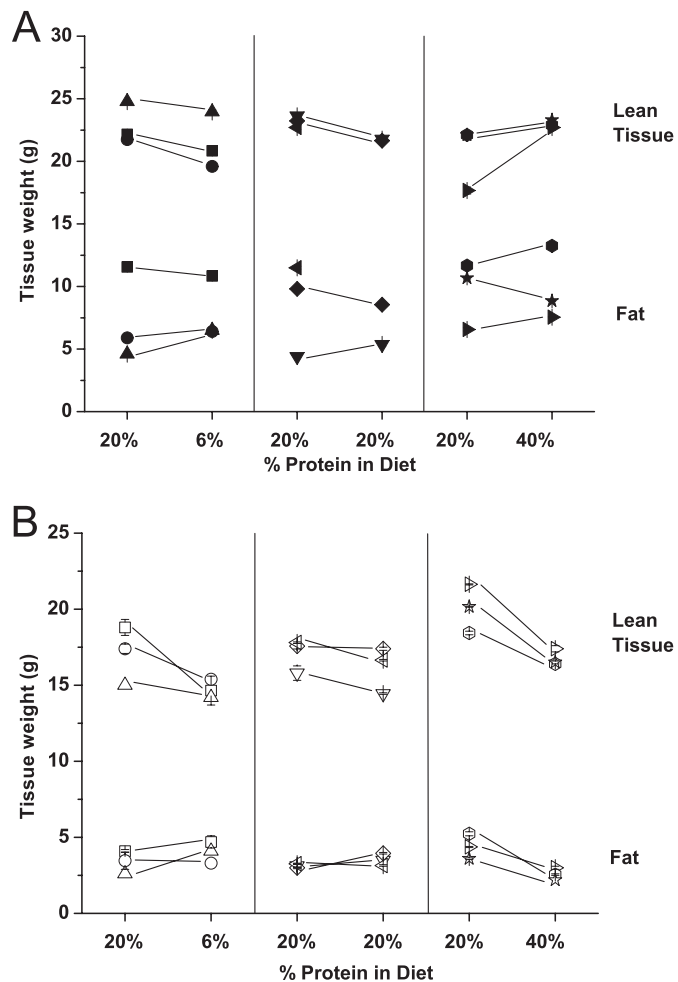 A
30
25
20
15
10
5
0
Tissue weight (g)
Lean
Tissue
Fat
20% 6% 20% 20% 20% 40%
% Protein in Diet
B
25
20
15
10
5
0
Tissue weight (g)
Lean
Tissue
Fat
20% 6% 20% 20% 20% 40%
% Protein in Diet